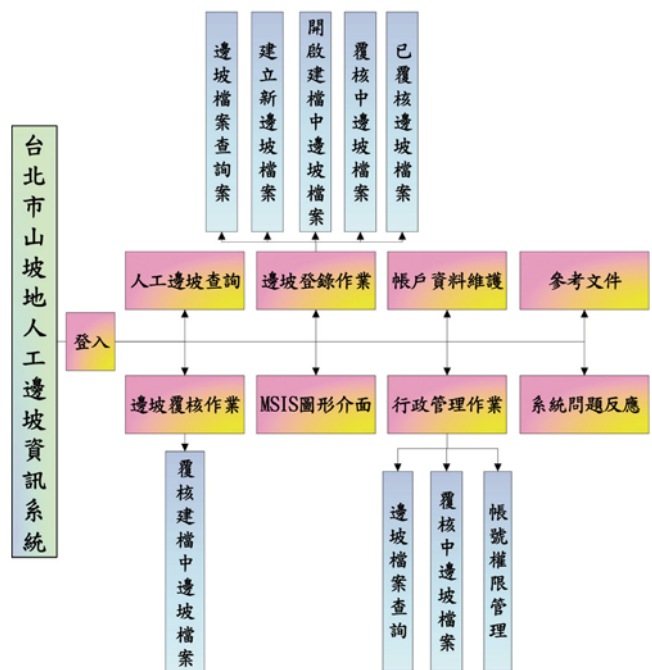 台北市山坡地人工邊坡資訊系統
登入
邊坡檔案查詢案
建立新邊坡檔案
開啟建檔中邊坡檔案
覆核中邊坡檔案
已覆核邊坡檔案
人工邊坡查詢
邊坡登錄作業
帳戶資料維護
參考文件
邊坡覆核作業
MSIS圖形介面
行政管理作業
系統問題反應
覆核建檔中邊坡檔案
邊坡檔案查詢
覆核中邊坡檔案
帳號權限管理